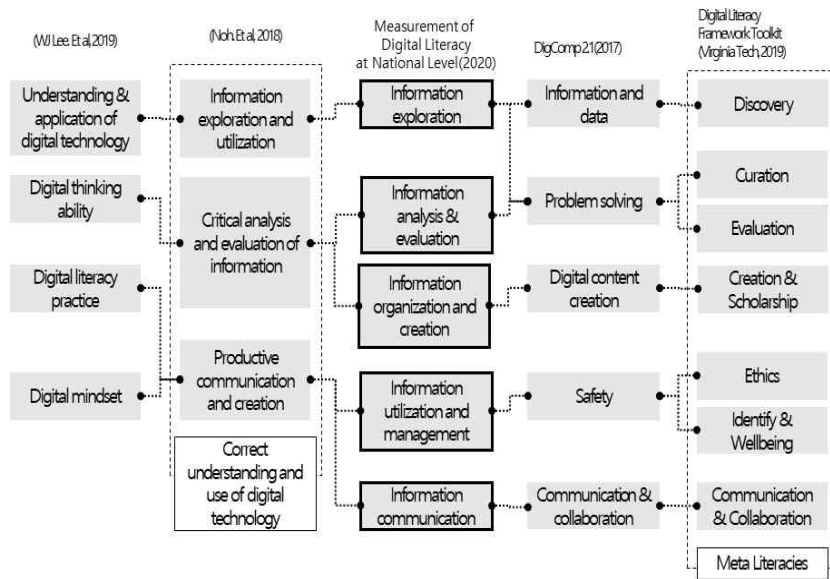 (WJ Lee. Et al, 2019)
Understanding &
application of
digital technology
Digital thinking
ability
Digital literacy
practice
Digital mindset
(Noh. Et al, 2018)
Information
exploration and
utilization
Critical analysis
and evaluation of
information
Productive
communication
and creation
Correct
understanding and
use of digital
technology
Measurement of
Digital Literacy
at National Level(2020)
Information
exploration
Information
analysis &
evaluation
Information
organization and
creation
Information
utilization and
management
Information
communication
DigComp 21(2017)
Information and
data
Problem solving
Digital content
creation
Safety
Communication &
collaboration
Digital Literacy
Framework Toolkit
(Virginia Tech, 2019)
Discovery
Curation
Evaluation
Creation &
Scholarship
Ethics
Identify &
Wellbeing
Communication
& Collaboration
Meta Literacies